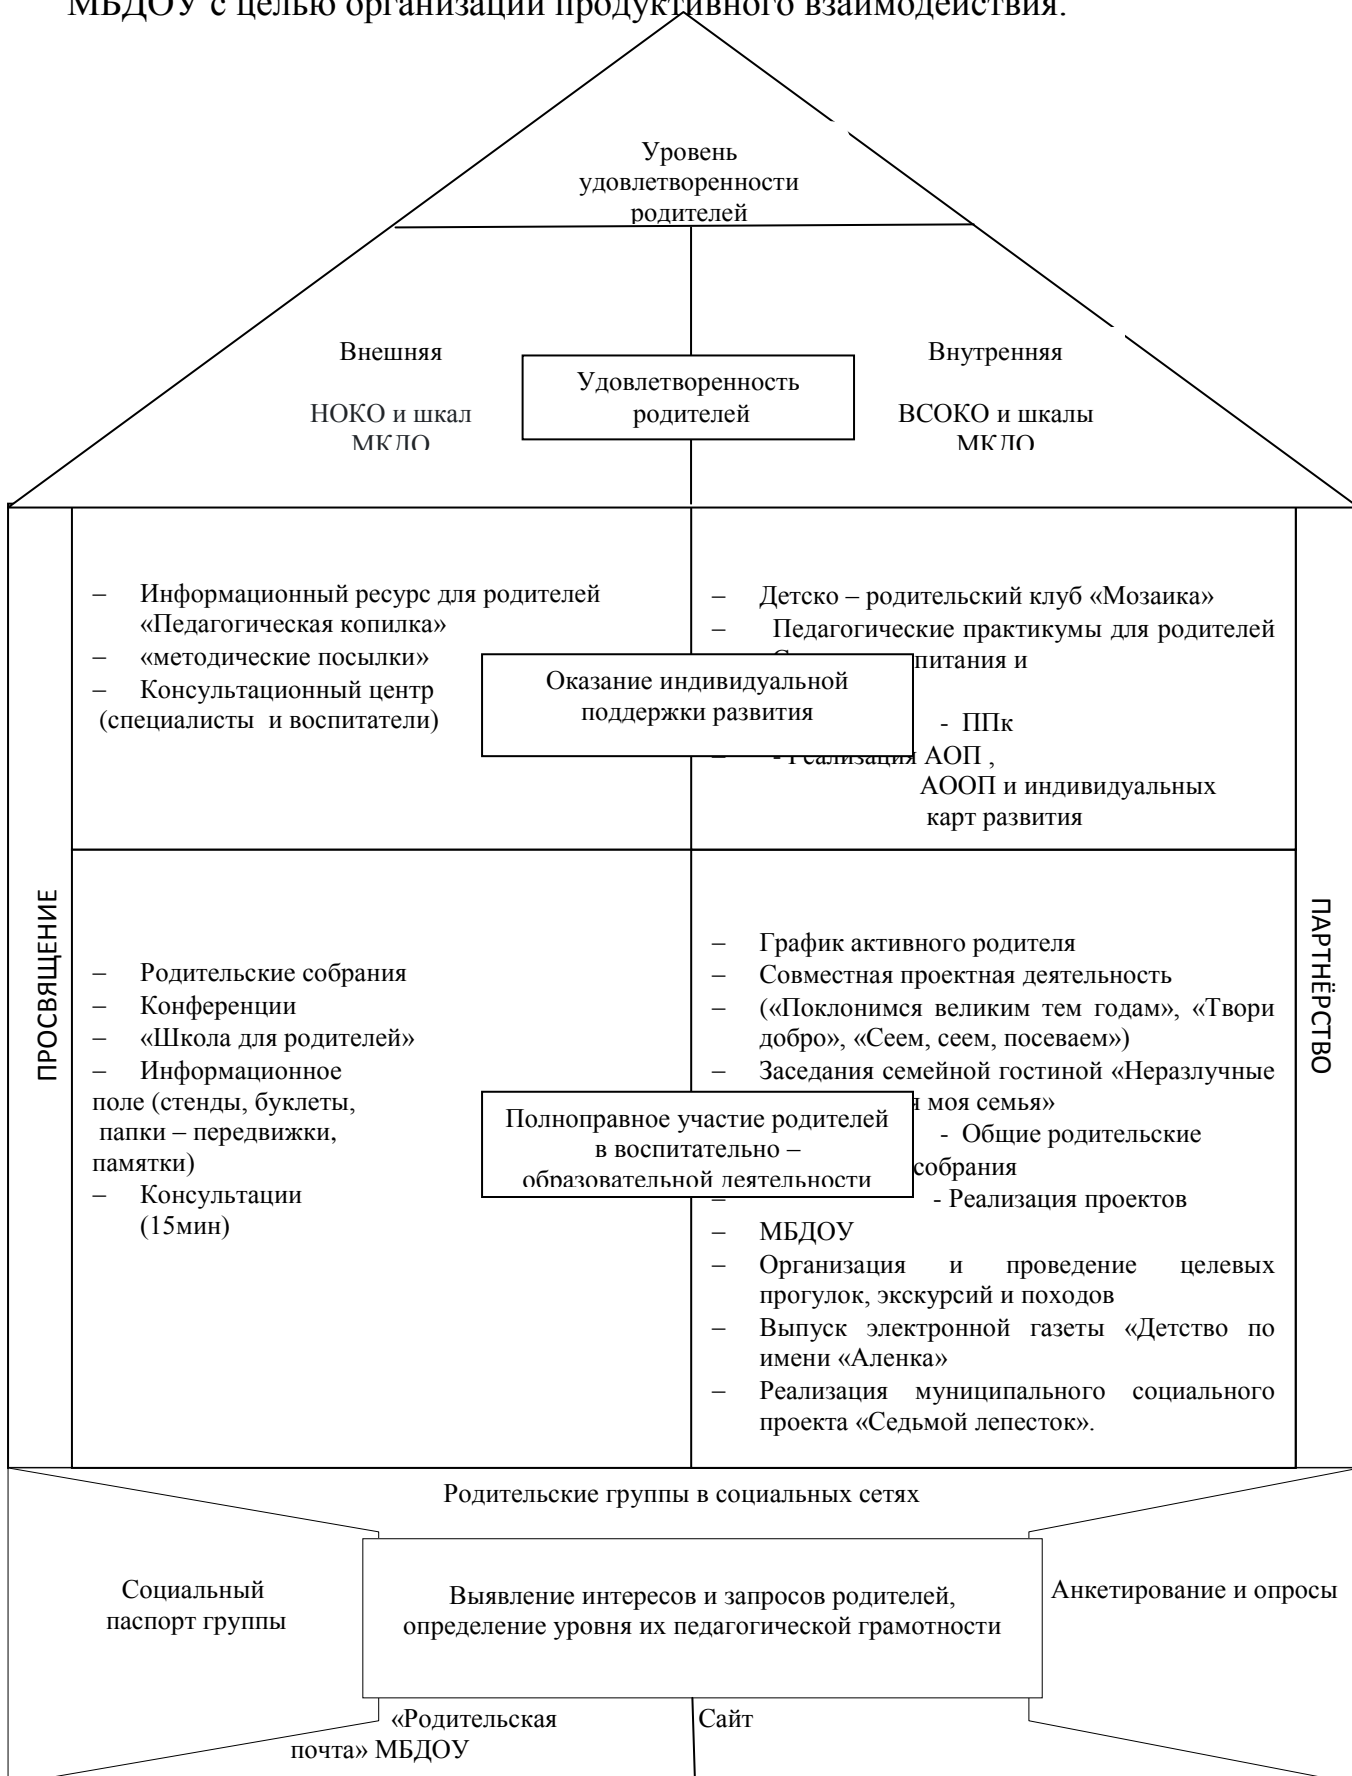 МБДОУ с целью организации продуктивного взаимодействия.
Уровень
удовлетворенности
родителей
Внешняя
НОКО и шкал
МКДО
Удовлетворенность
родителей
Внутренняя
ВСОКО и шкалы
МКДО
ПРОСВЯЩЕНИЕ
– Информационный ресурс для родителей
«Педагогическая копилка»
– «методические посылки»
– Консультационный центр
(специалисты и воспитатели)
Оказание индивидуальной
поддержки развития
– Детско – родительский клуб «Мозаика»
– Педагогические практикумы для родителей
питания и
- ППк
– - Реализация АОП ,
АООП и индивидуальных
карт развития
– Родительские собрания
– Конференции
– «Школа для родителей»
– Информационное
поле (стенды, буклеты,
папки – передвижки,
памятки)
– Консультации
(15мин)
Полноправное участие родителей
в воспитательно –
образовательной деятельности
– График активного родителя
– Совместная проектная деятельность
– («Поклонимся великим тем годам», «Твори
добро», «Сеем, сеем, посеваем»)
– Заседания семейной гостиной «Неразлучные
моя семья»
- Общие родительские
собрания
– - Реализация проектов
– МБДОУ
– Организация и проведение целевых
прогулок, экскурсий и походов
– Выпуск электронной газеты «Детство по
имени «Аленка»
– Реализация муниципального социального
проекта «Седьмой лепесток».
ПАРТНЁРСТВО
Родительские группы в социальных сетях
Социальный
паспорт группы
Выявление интересов и запросов родителей,
определение уровня их педагогической грамотности
Анкетирование и опросы
«Родительская
почта» МБДОУ
Сайт